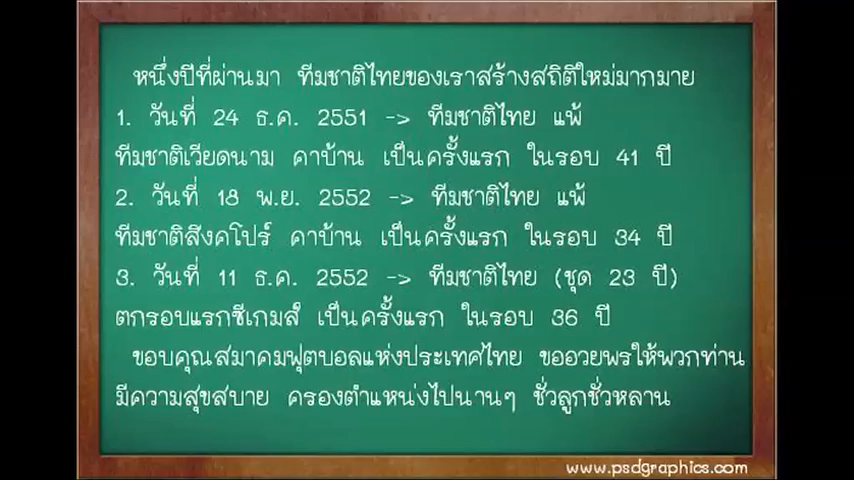 หนึ่งปีที่ผ่านมา ทีมชาติไทยของเราสร้างสถิติใหม่มากมาย
1. วันที่ 24 ธ.ค. 2551 -> ทีมชาติไทย แพ้
ทีมชาติเวียดนาม คาบ้าน เป็นครั้งแรก ในรอบ 41 ปี
2. วันที่ 18 พ.ย. 2552 -> ทีมชาติไทย แพ้
ทีมชาติสิงคโปร์ คาบ้าน เป็นครั้งแรก ในรอบ 34 ปี
3. วันที่ 11 ธ.ค. 2552 -> ทีมชาติไทย (ชุด 23 ปี)
ตกรอบแรกซีเกมส์ เป็นครั้งแรก ในรอบ 36 ปี
ขอบคุณสมาคมฟุตบอลแห่งประเทศไทย ขออวยพรให้พวกท่าน
มีความสุขสบาย ครองตำแหน่งไปนานๆ ชั่วลูกชั่วหลาน
www.psdgraphics.com